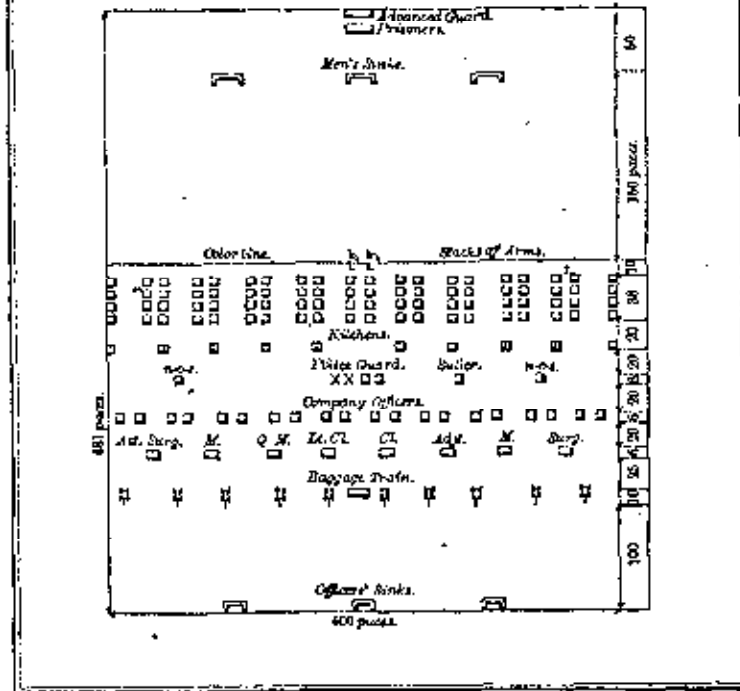 Advanced Guard.
Prisoners.
Men's Sinks.
Color Line. Stacks of Arms.
Kitchens.
n.c.s. Police Guard. Sutler. n.c.s.
Company Officers.
Ast. Surg. M. Q. M. Lt. Cl. Cl. Adjt. M. Surg.
Baggage Train.
Officers' Sinks.
400 paces.
481 paces.
50
150 paces.
20
20
20
20
100